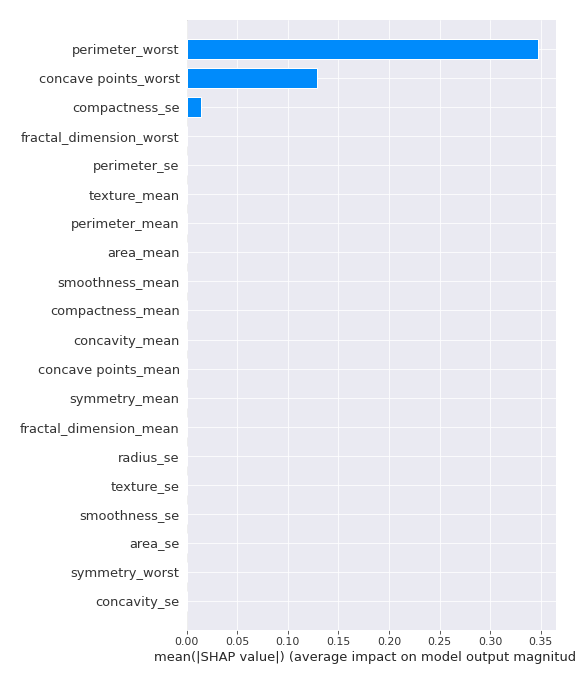 perimeter_worst
concave points_worst
compactness_se
fractal_dimension_worst
perimeter_se
texture_mean
perimeter_mean
area_mean
smoothness_mean
compactness_mean
concavity_mean
concave points_mean
symmetry_mean
fractal_dimension_mean
radius_se
texture_se
smoothness_se
area_se
symmetry_worst
concavity_se
0.00 0.05 0.10 0.15 0.20 0.25 0.30 0.35
mean(|SHAP value|) (average impact on model output magnitud